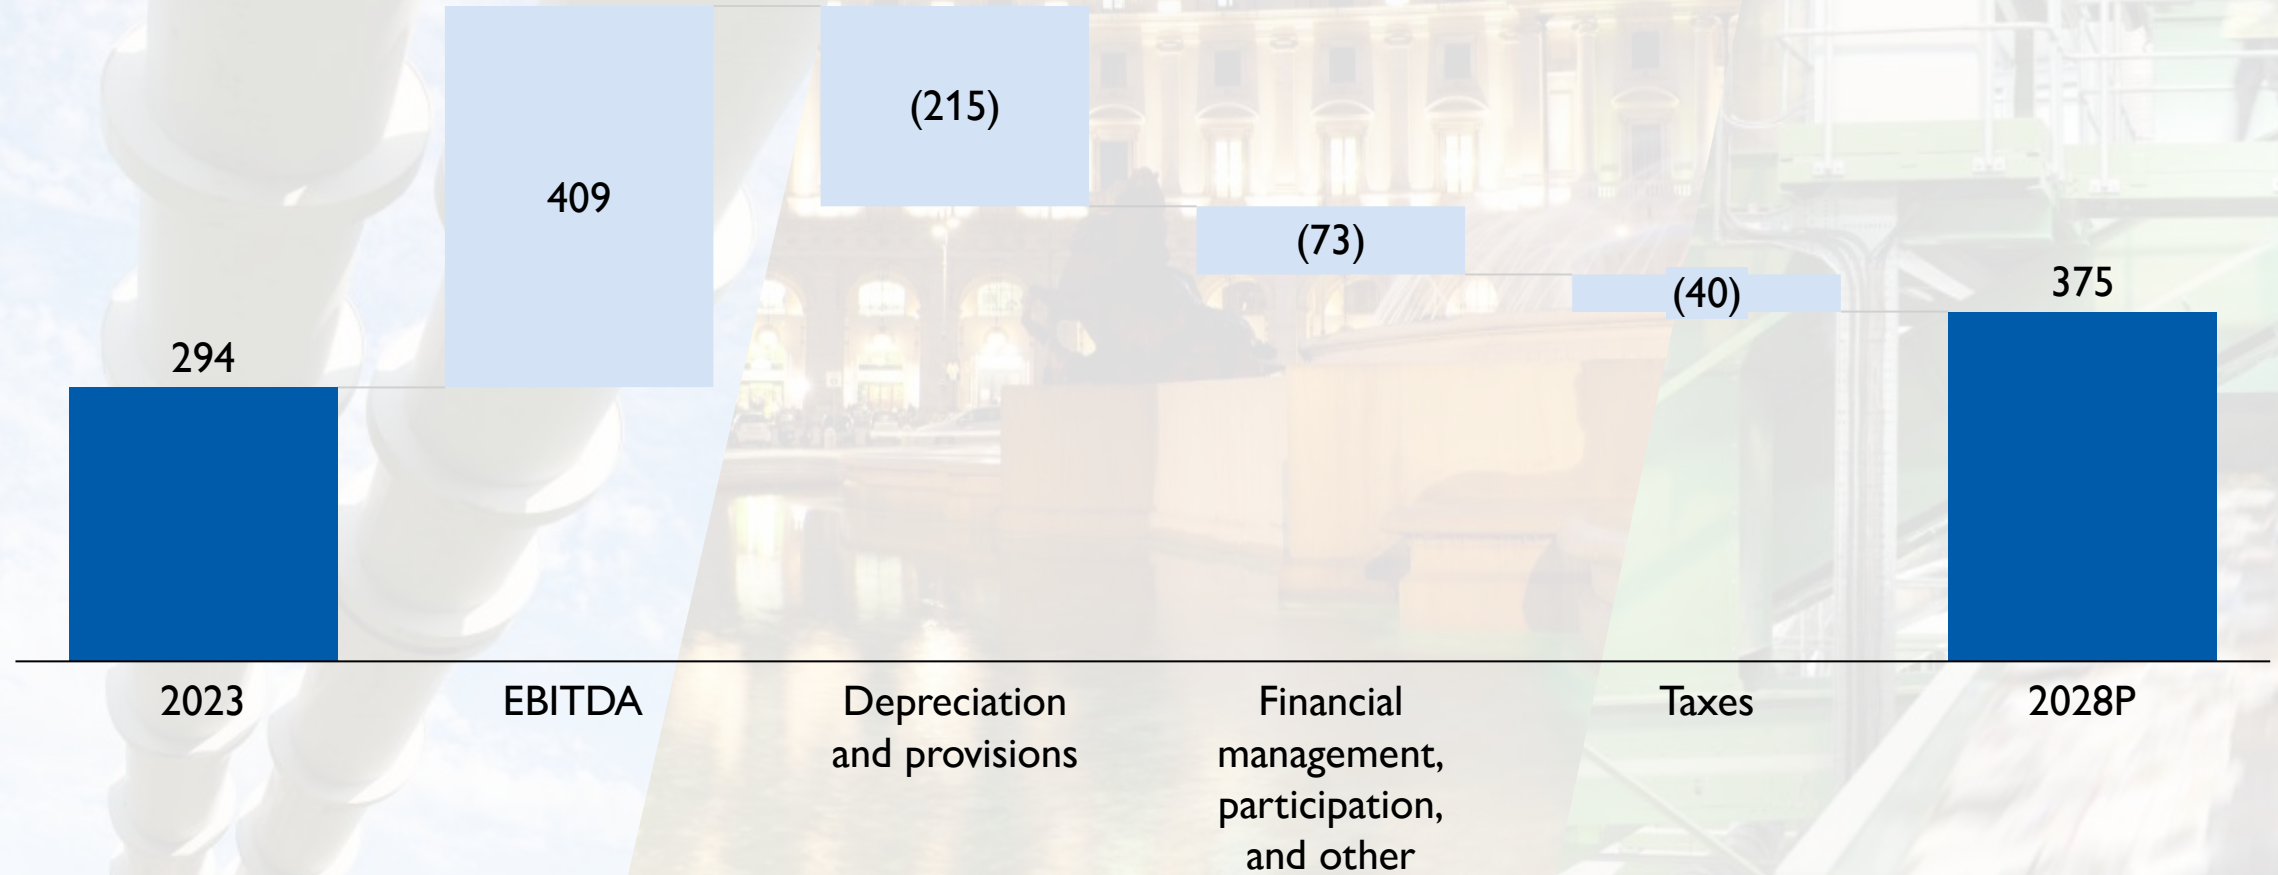 294
409
(215)
(73)
(40)
375
2023
EBITDA
Depreciation
and provisions
Financial
management,
participation,
and other
Taxes
2028P